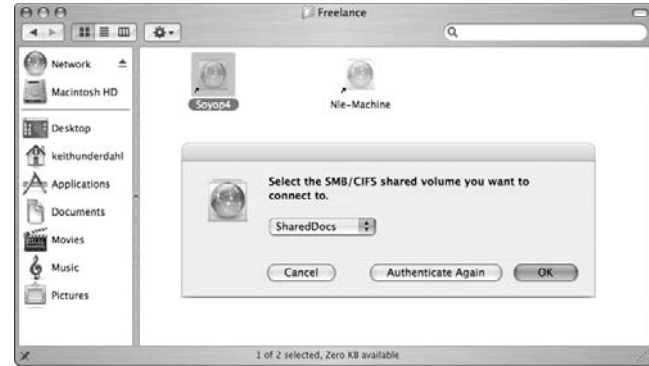 Freelance
Network
Macintosh HD
Desktop
keithunderdahl
Applications
Documents
Movies
Music
Pictures
Soyop4
Nle-Machine
Select the SMB/CIFS shared volume you want to
connect to.
SharedDocs
Cancel
Authenticate Again
OK
1 of 2 selected, Zero KB available